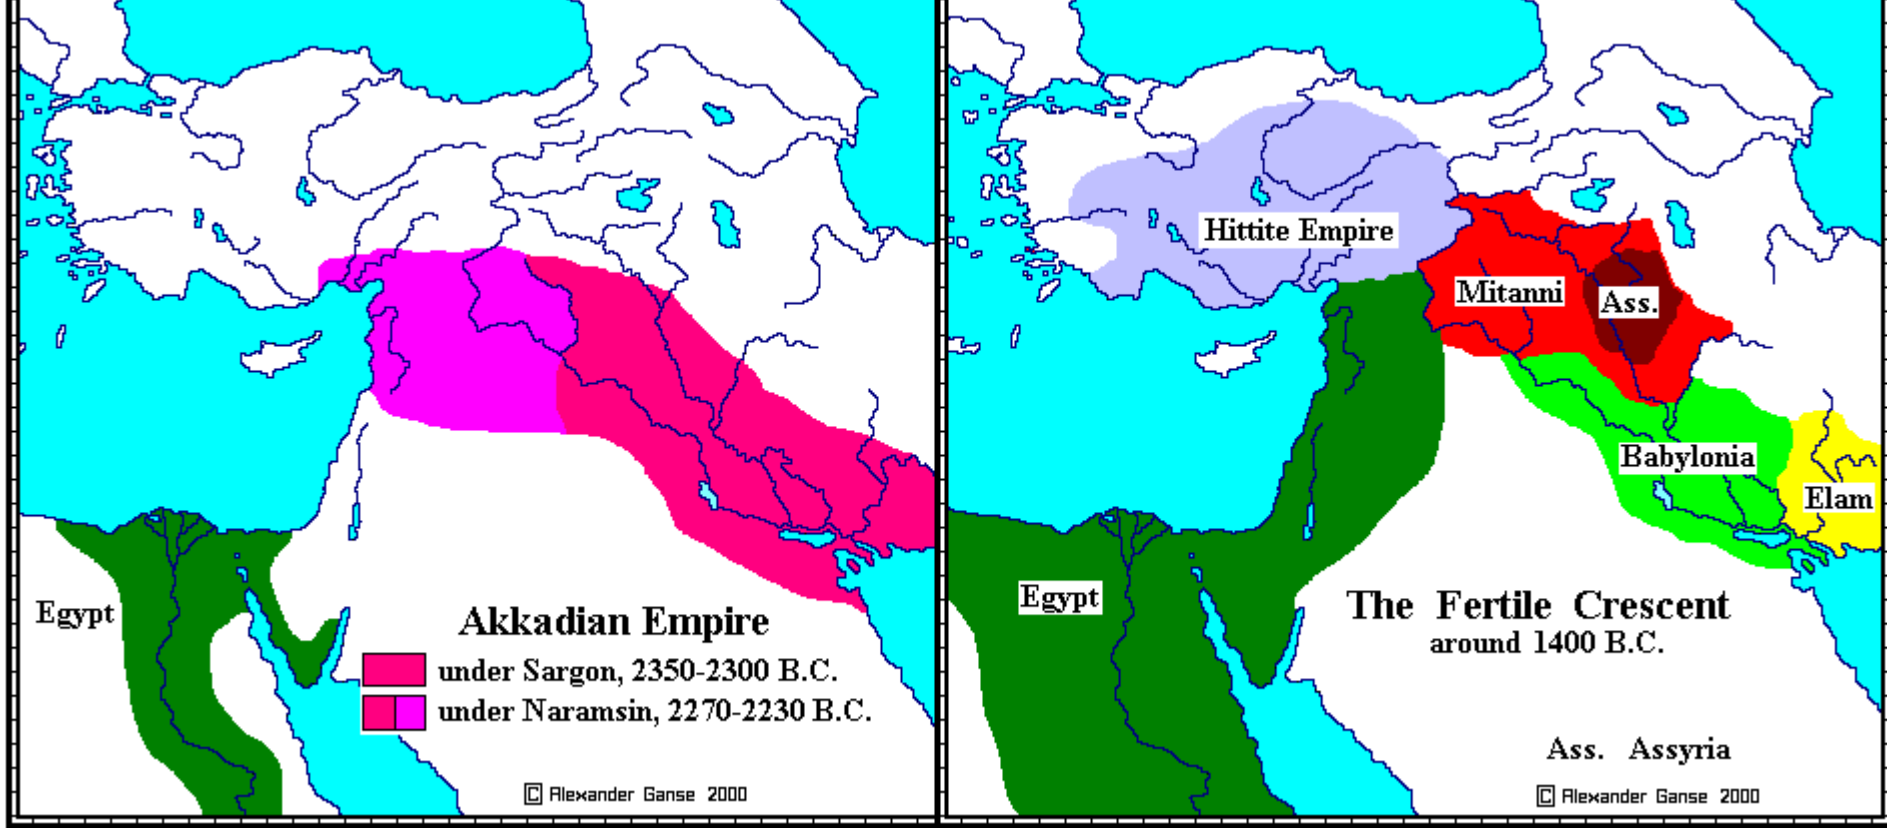 Egypt
Akkadian Empire
under Sargon, 2350-2300 B.C.
under Naramsin, 2270-2230 B.C.
C Alexander Ganse 2000
Hittite Empire
Mitanni
Ass.
Babylonia
Elam
Egypt
The Fertile Crescent
around 1400 B.C.
Ass. Assyria
C Alexander Ganse 2000